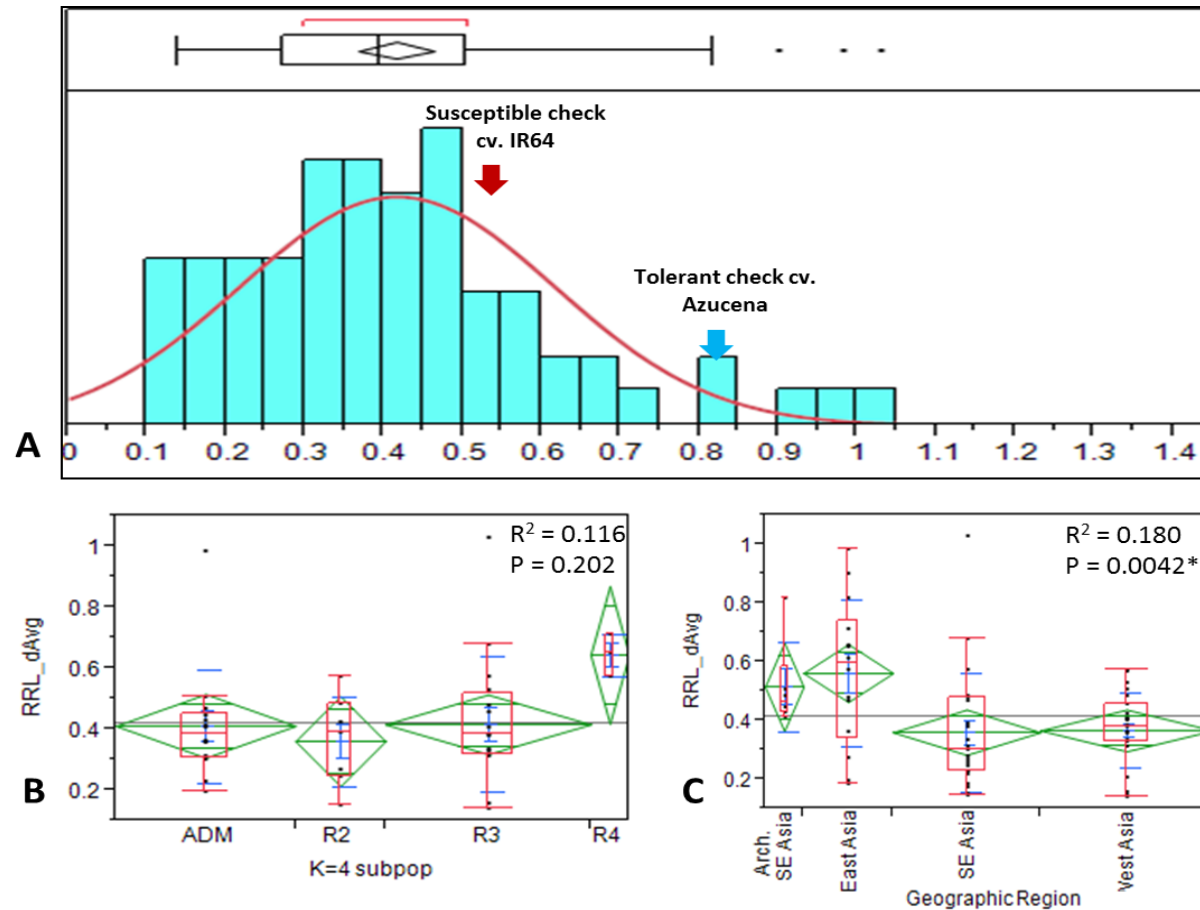 Susceptible check
cv. IR64
Tolerant check cv.
Azucena
A
0 0.1 0.2 0.3 0.4 0.5 0.6 0.7 0.8 0.9 1 1.1 1.2 1.3 1.4
R2 = 0.116
P = 0.202
1
0.8
0.6
0.4
0.2
RRL_dAvg
B
ADM R2 R3 R4
K=4 subpop
R2 = 0.180
P = 0.0042*
1
0.8
0.6
0.4
0.2
RRL_dAvg
C
Arch.
SE Asia
East Asia
SE Asia
Vest Asia
Geographic Region